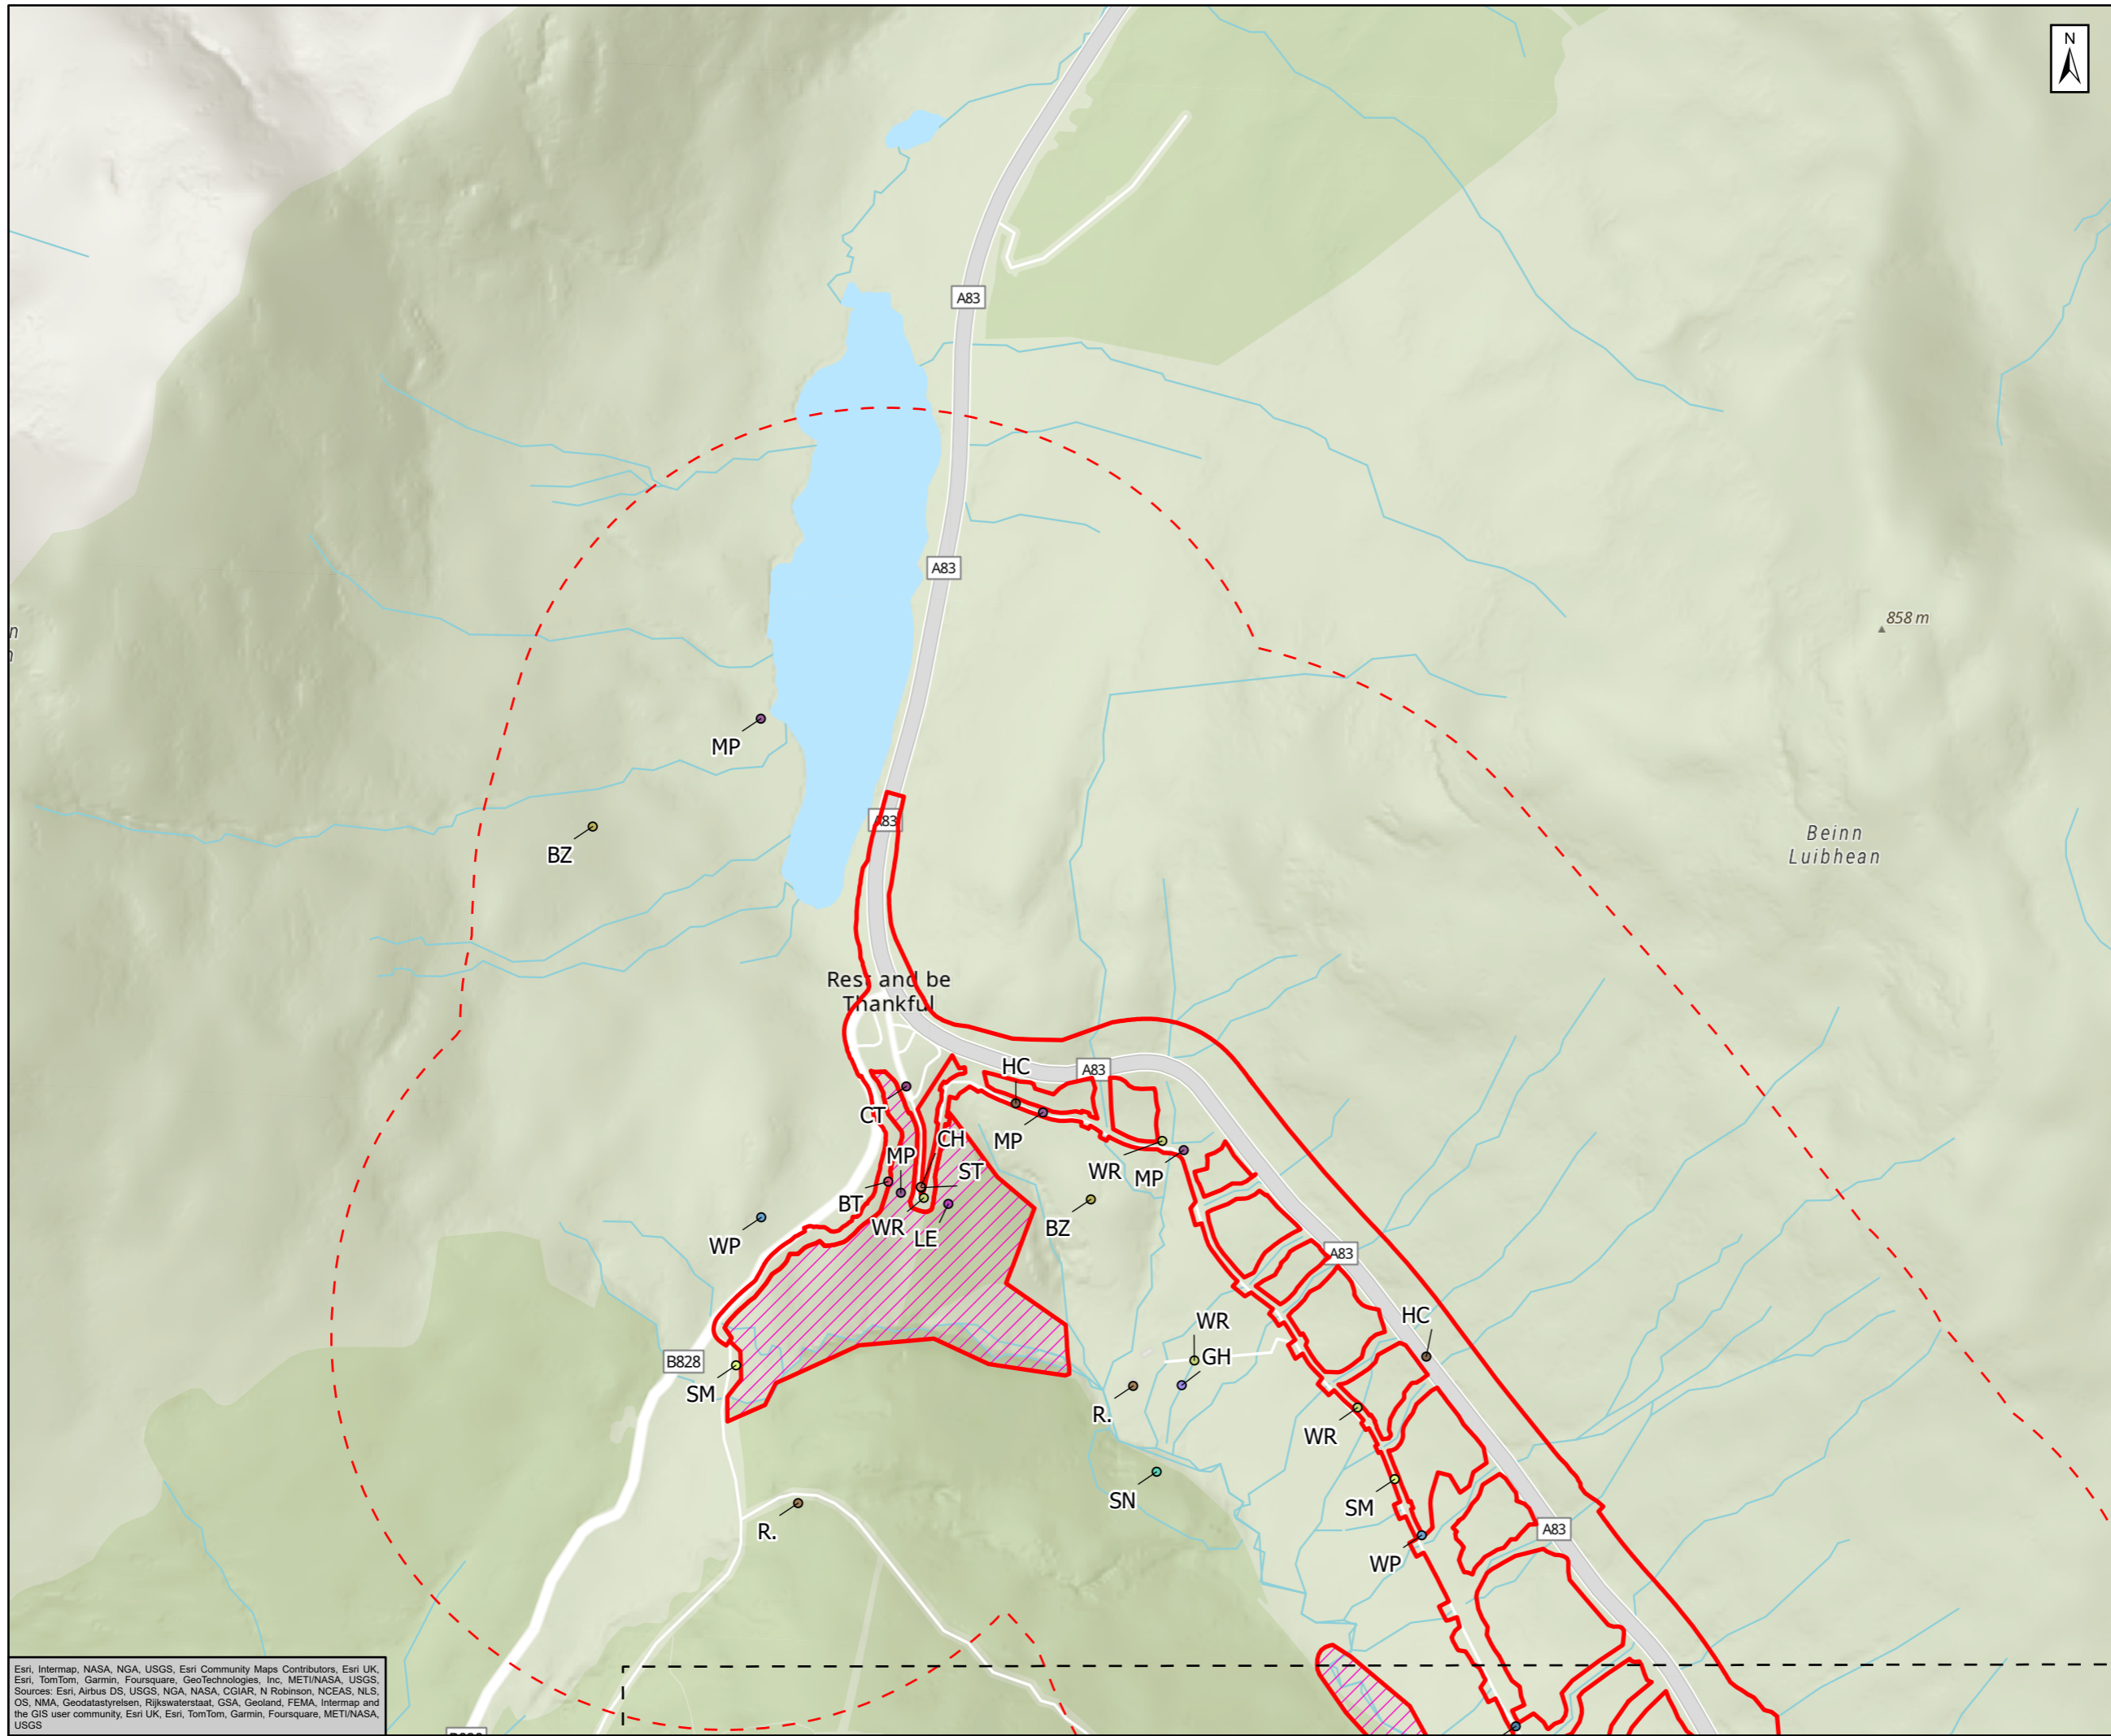 N
A83
A83
n
858 m
MP
A83
Beinn
Luibhean
BZ
Rest and be
Thankful
HC
A83
CT
CH
MP
MP
ST
WR
MP
BT
WR
LE
BZ
WP
A83
WR
HC
GH
B828
SM
R.
WR
SN
SM
R.
A83
WP
Esri, Intermap, NASA, NGA, USGS, Esri Community Maps Contributors, Esri UK,
Esri, TomTom, Garmin, Foursquare, GeoTechnologies, Inc, METI/NASA, USGS,
Sources: Esri, Airbus DS, USGS, NGA, NASA, CGIAR, N Robinson, NCEAS, NLS,
OS, NMA, Geodatastyrelsen, Rijkswaterstaat, GSA, Geoland, FEMA, Intermap and
the GIS user community, Esri UK, Esri, TomTom, Garmin, Foursquare, METI/NASA,
USGS